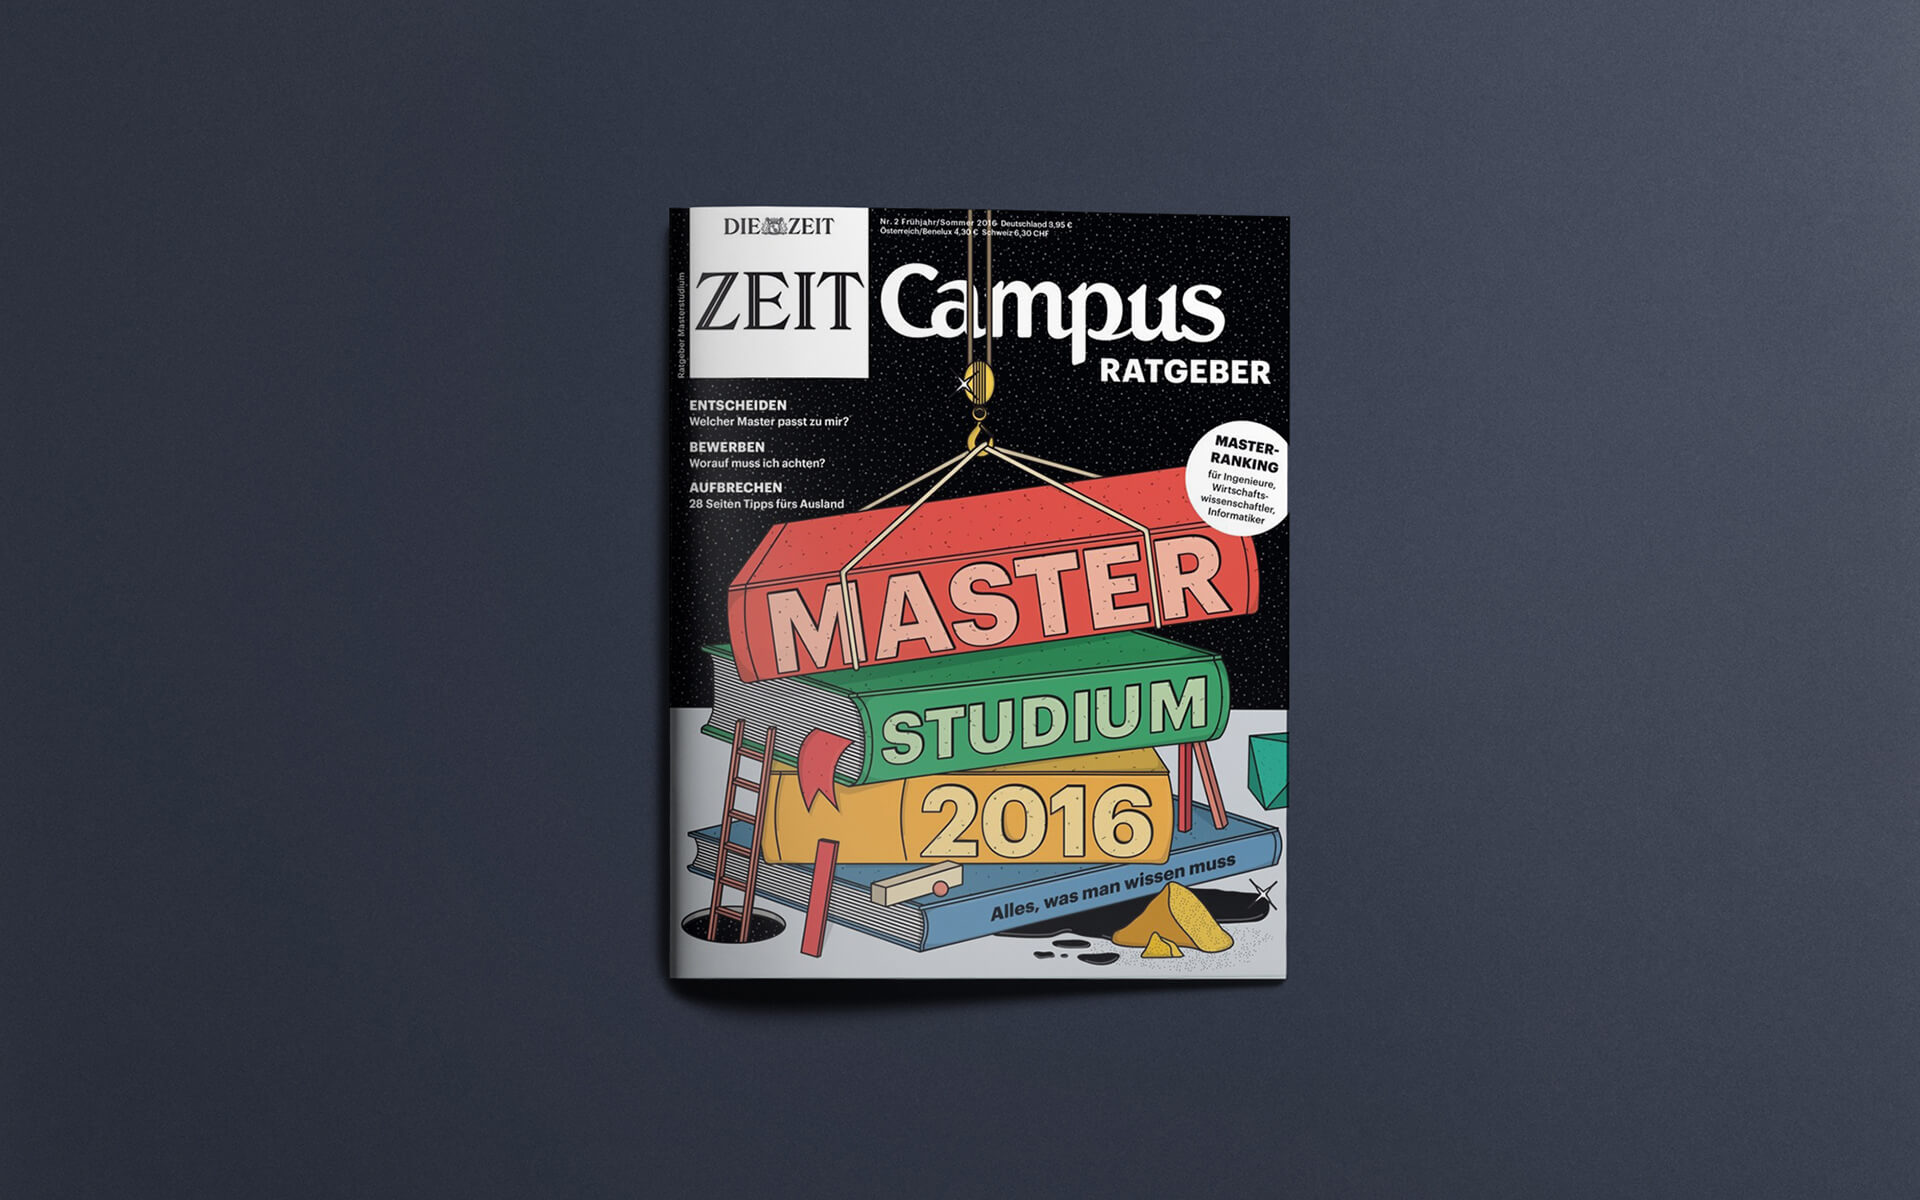 DIE ZEIT
Nr. 2 Frühjahr/Sommer 2016 Deutschland 3,95 €
Österreich/Benelux 4,30 € Schweiz 6,30 CHF
ZEIT Campus
RATGEBER
Ratgeber Masterstudium
ENTSCHEIDEN
Welcher Master passt zu mir?
BEWERBEN
Worauf muss ich achten?
AUFBRECHEN
28 Seiten Tipps fürs Ausland
MASTER-
RANKING
für Ingenieure,
Wirtschafts-
wissenschaftler,
Informatiker
MASTER
STUDIUM
2016
Alles, was man wissen muss